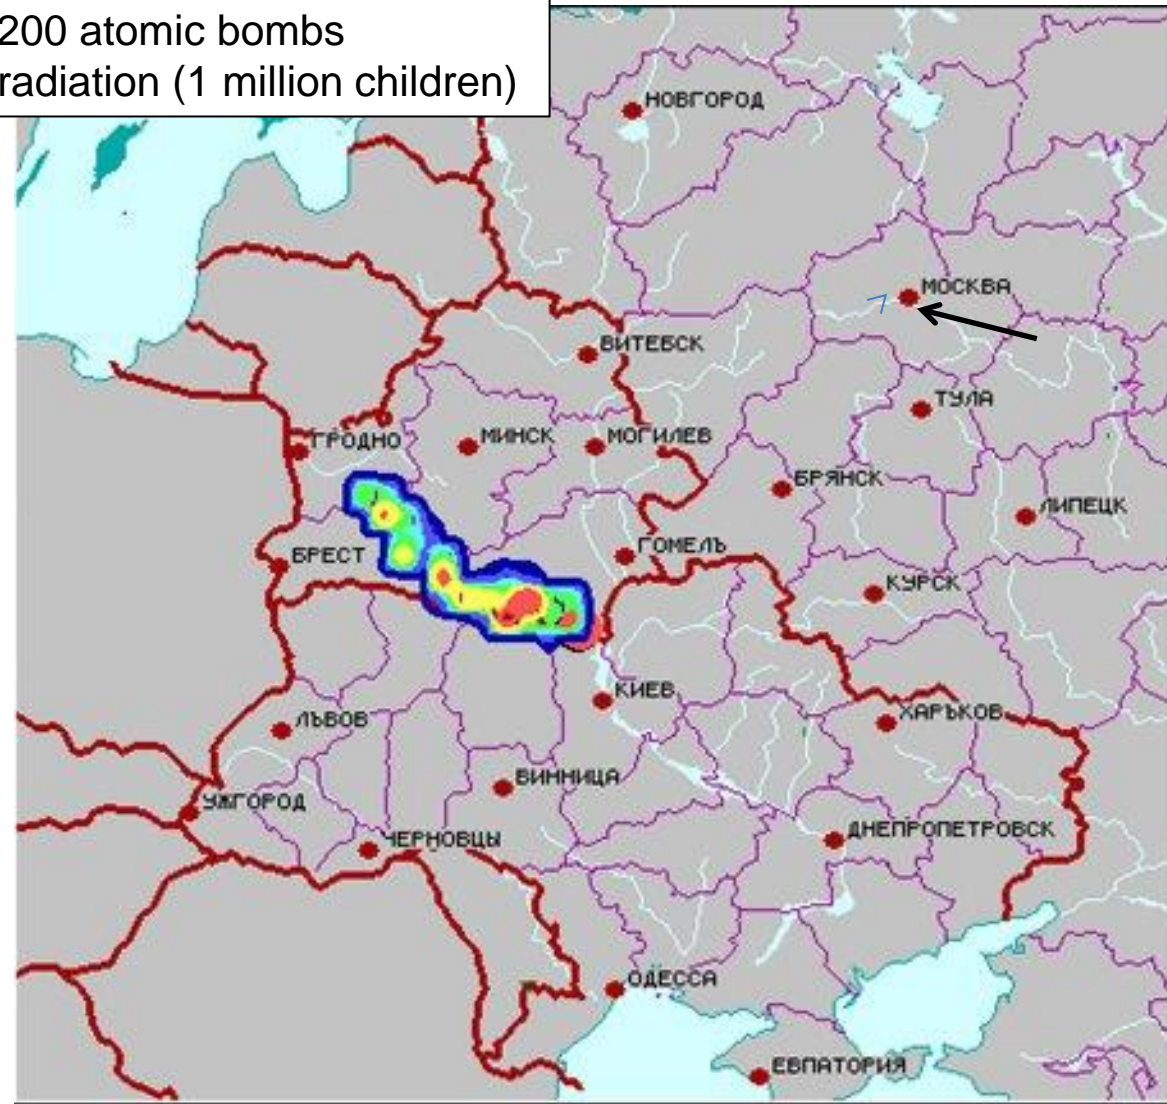 200 atomic bombs
radiation (1 million children)
НОВГОРОД
МОСКВА
ВИТЕБСК
ТУЛА
ГРОДНО
МИНСК
МОГИЛЕВ
БРЯНСК
ЛИПЕЦК
БРЕСТ
ГОМЕЛЬ
КУРСК
КИЕВ
ЛЬВОВ
ХАРЬКОВ
ВИННИЦА
УЖГОРОД
ЧЕРНОВЦЫ
ДНЕПРОПЕТРОВСК
ОДЕССА
ЕВПАТОРИЯ